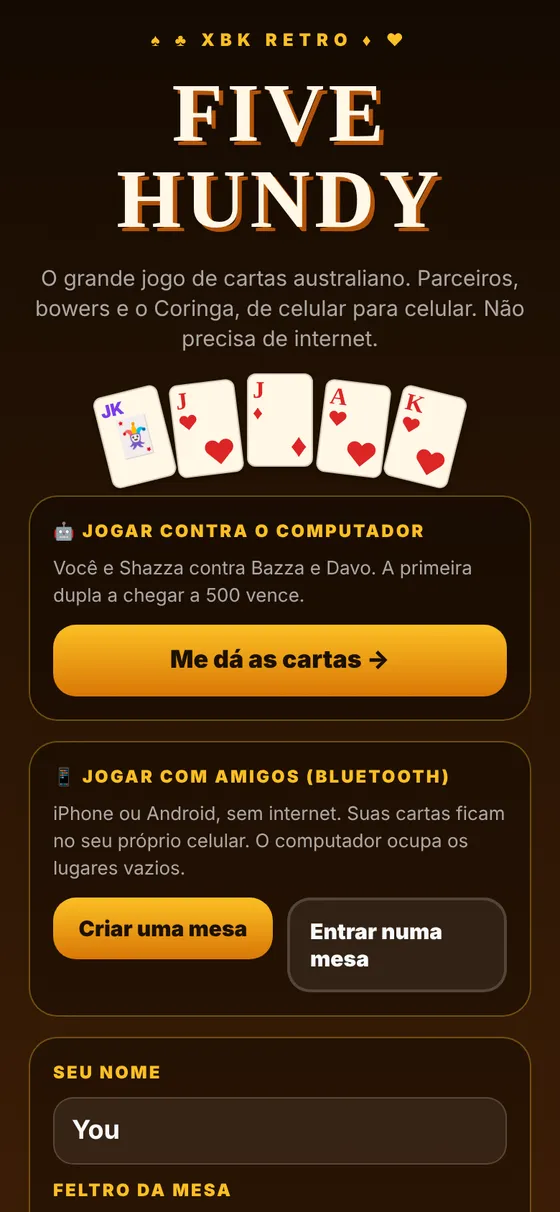 ♠ ♣ XBK RETRO ♦ ♥
FIVE
HUNDY
O grande jogo de cartas australiano. Parceiros,
bowers e o Coringa, de celular para celular. Não
precisa de internet.
JK
J
J
A
K
🤖 JOGAR CONTRA O COMPUTADOR
Você e Shazza contra Bazza e Davo. A primeira
dupla a chegar a 500 vence.
Me dá as cartas →
📱 JOGAR COM AMIGOS (BLUETOOTH)
iPhone ou Android, sem internet. Suas cartas ficam
no seu próprio celular. O computador ocupa os
lugares vazios.
Criar uma mesa
Entrar numa
mesa
SEU NOME
You
FELTRO DA MESA